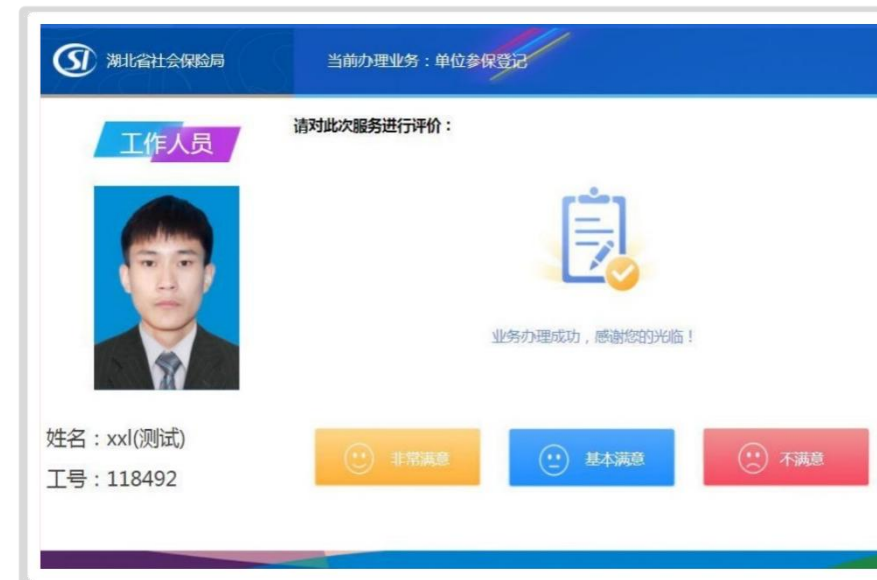 SI 湖北省社会保险局
当前办理业务：单位参保登记
工作人员
请对此次服务进行评价：
业务办理成功，感谢您的光临！
姓名：xxl(测试)
工号：118492
非常满意
基本满意
不满意